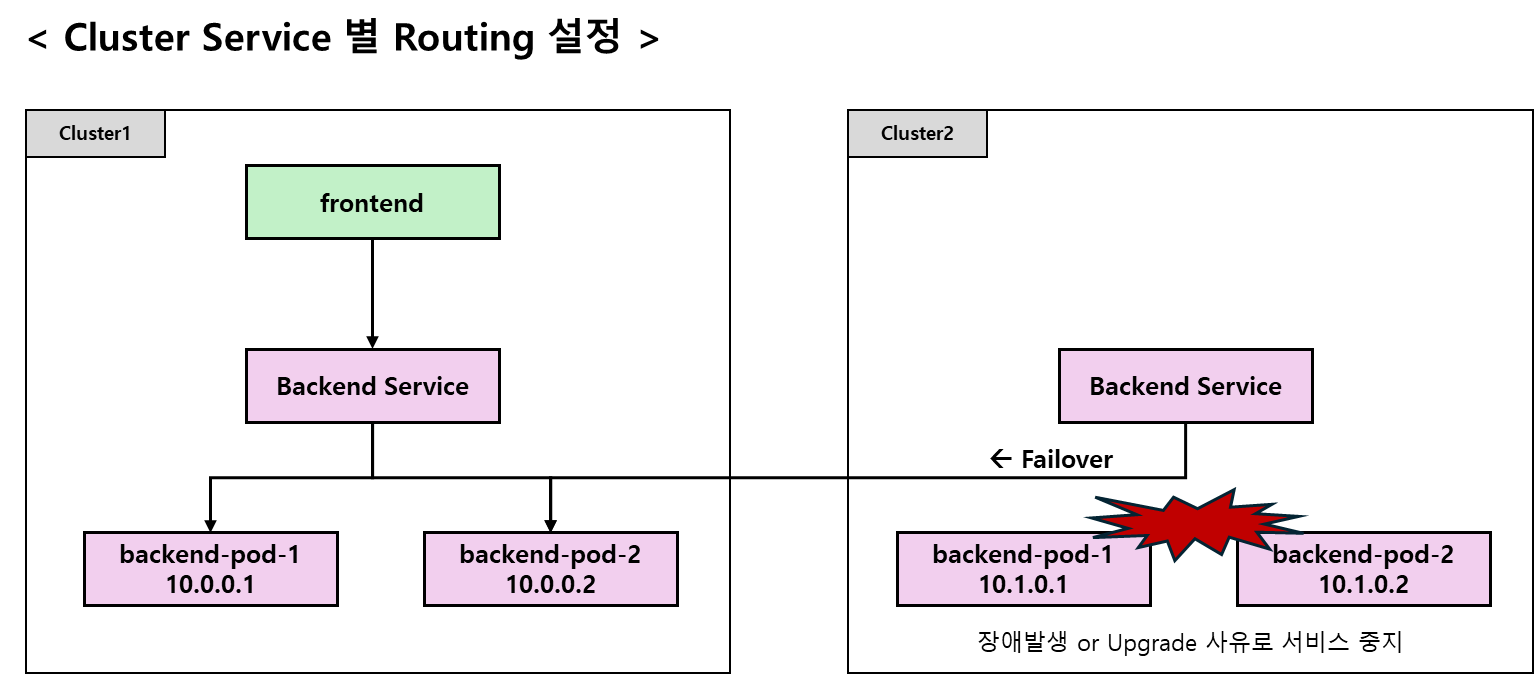 < Cluster Service 별 Routing 설정 >
Cluster1
frontend
Backend Service
backend-pod-1
10.0.0.1
backend-pod-2
10.0.0.2
Cluster2
Backend Service
← Failover
backend-pod-1
10.1.0.1
backend-pod-2
10.1.0.2
장애발생 or Upgrade 사유로 서비스 중지